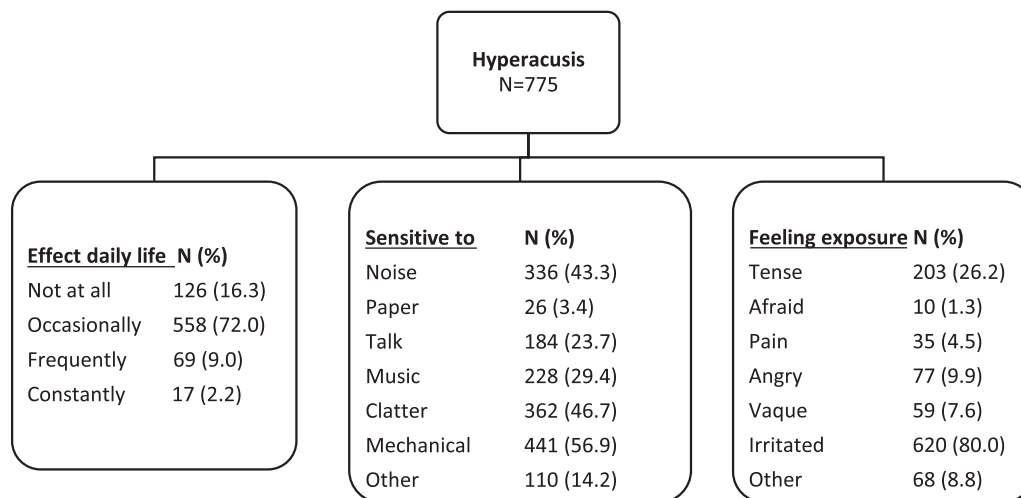 Hyperacusis
N=775
Effect daily life N (%)
Not at all 126 (16.3)
Occasionally 558 (72.0)
Frequently 69 (9.0)
Constantly 17 (2.2)
Sensitive to N (%)
Noise 336 (43.3)
Paper 26 (3.4)
Talk 184 (23.7)
Music 228 (29.4)
Clatter 362 (46.7)
Mechanical 441 (56.9)
Other 110 (14.2)
Feeling exposure N (%)
Tense 203 (26.2)
Afraid 10 (1.3)
Pain 35 (4.5)
Angry 77 (9.9)
Vaque 59 (7.6)
Irritated 620 (80.0)
Other 68 (8.8)